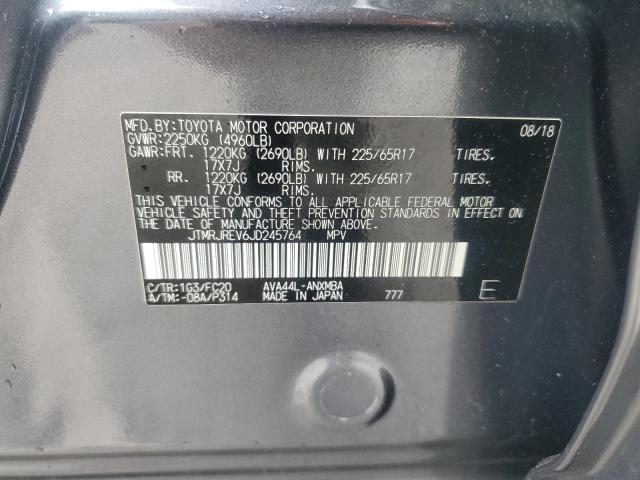 MFD.BY:TOYOTA MOTOR CORPORATION 08/18
GVWR:2250KG (4960LB)
GAWR:FRT. 1220KG (2690LB) WITH 225/65R17 TIRES.
17X7J RIMS.
RR. 1220KG (2690LB) WITH 225/65R17 TIRES.
17X7J RIMS.
THIS VEHICLE CONFORMS TO ALL APPLICABLE FEDERAL MOTOR
VEHICLE SAFETY AND THEFT PREVENTION STANDARDS IN EFFECT ON
THE DATE OF MANUFACTURE SHOWN ABOVE.
JTMRJREV6JD245764 MPV
C/TR:1G3/FC20 AVA44L-ANXMBA
A/TM:-08A/P314 MADE IN JAPAN 777 E